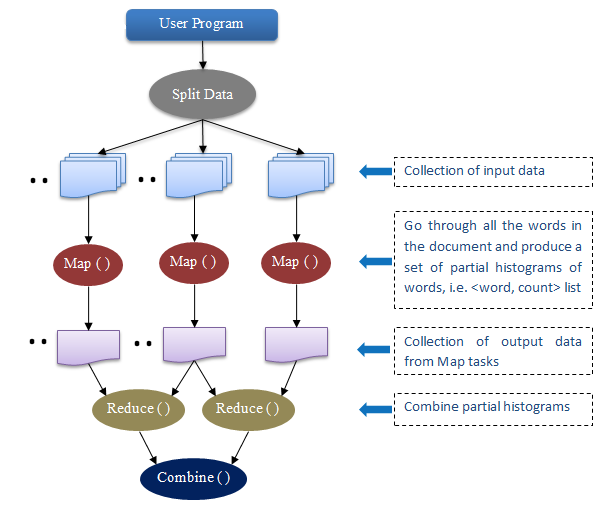 User Program
Split Data
Collection of input data
Go through all the words in
the document and produce a
set of partial histograms of
words, i.e. <word, count> list
Map ( )
Map ( )
Map ( )
Collection of output data
from Map tasks
Reduce ( )
Reduce ( )
Combine partial histograms
Combine ( )